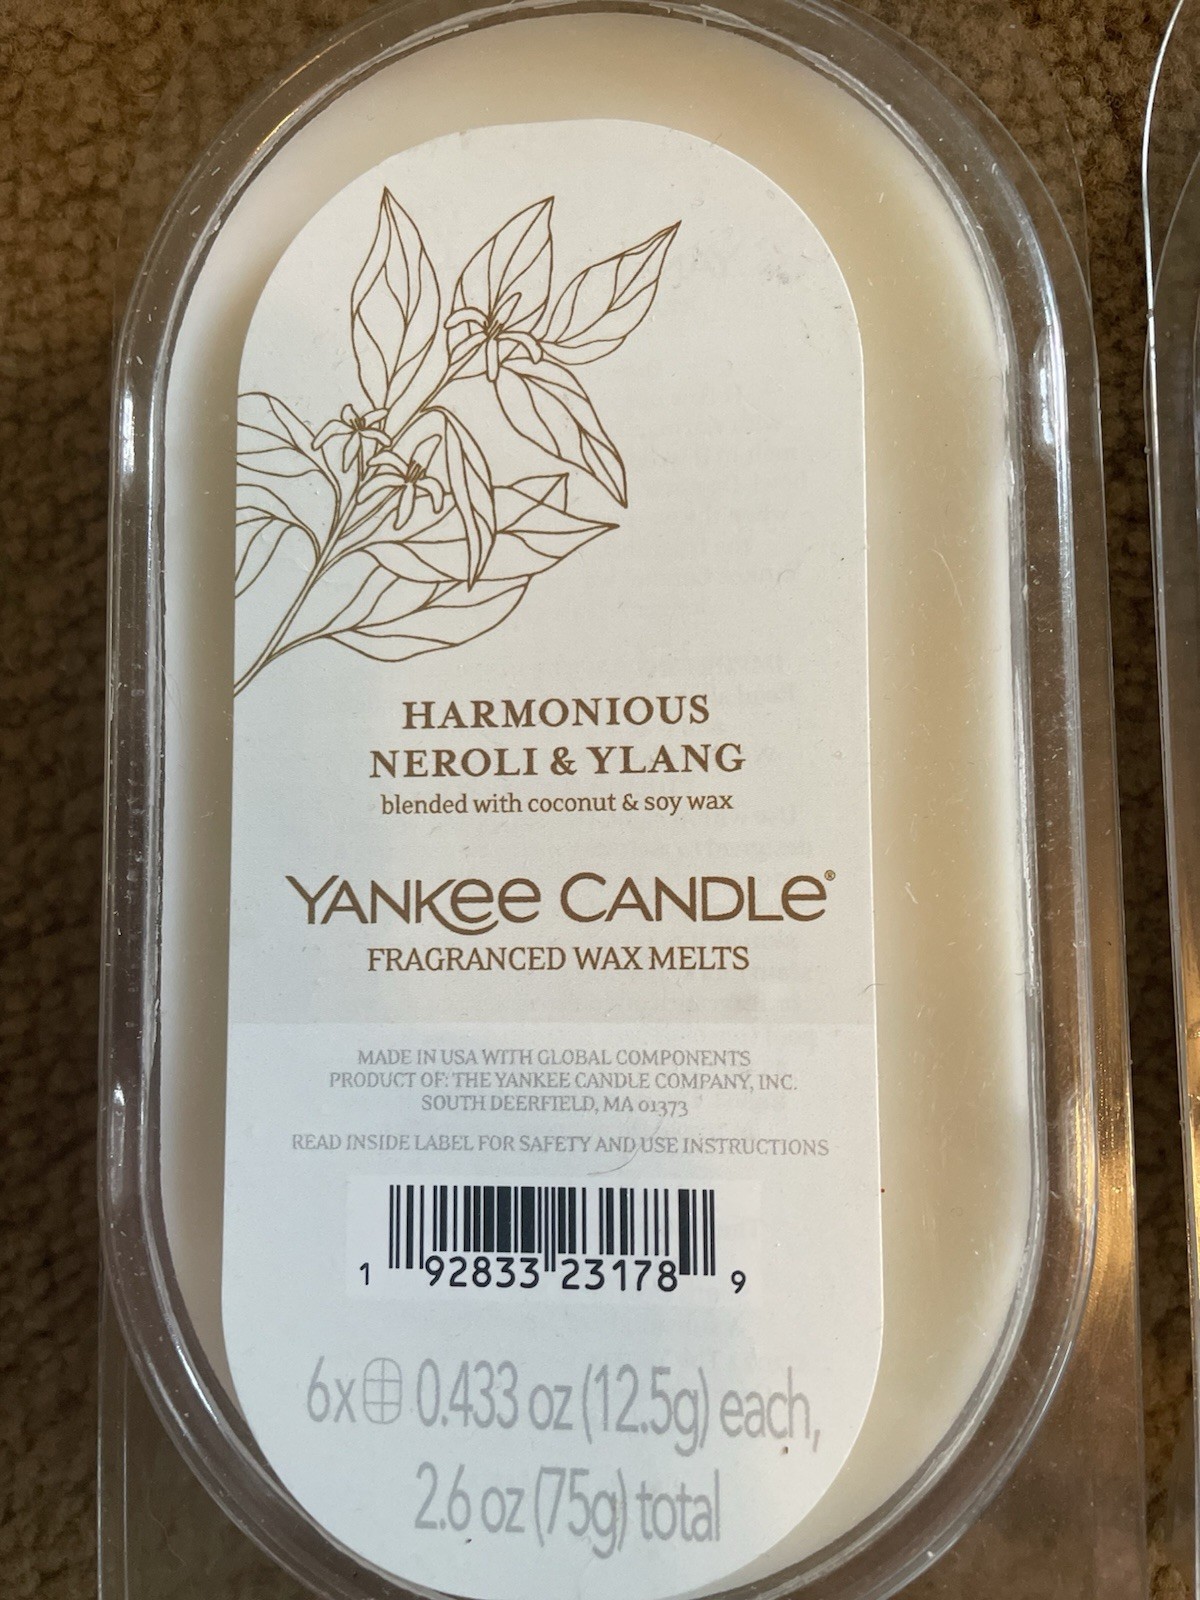 HARMONIOUS
NEROLI & YLANG
blended with coconut & soy wax
YANKEE CANDLE®
FRAGRANCED WAX MELTS
MADE IN USA WITH GLOBAL COMPONENTS
PRODUCT OF: THE YANKEE CANDLE COMPANY, INC.
SOUTH DEERFIELD, MA 01373
READ INSIDE LABEL FOR SAFETY AND USE INSTRUCTIONS
1 92833 23178 9
6x 0.433 oz (12.5g) each,
2.6 oz (75g) total